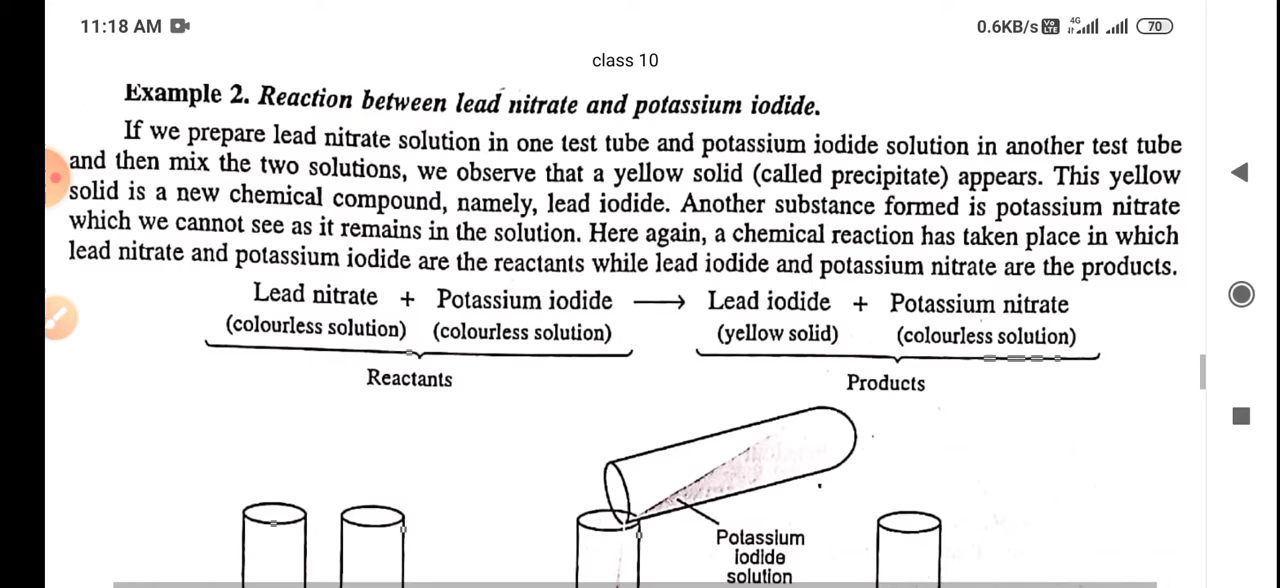 11:18 AM
0.6KB/s Vo LTE 4G 70
class 10
Example 2. Reaction between lead nitrate and potassium iodide.
If we prepare lead nitrate solution in one test tube and potassium iodide solution in another test tube
and then mix the two solutions, we observe that a yellow solid (called precipitate) appears. This yellow
solid is a new chemical compound, namely, lead iodide. Another substance formed is potassium nitrate
which we cannot see as it remains in the solution. Here again, a chemical reaction has taken place in which
lead nitrate and potassium iodide are the reactants while lead iodide and potassium nitrate are the products.
Lead nitrate + Potassium iodide ⟶ Lead iodide + Potassium nitrate
(colourless solution) (colourless solution) (yellow solid) (colourless solution)
Reactants Products
Potassium
iodide
solution